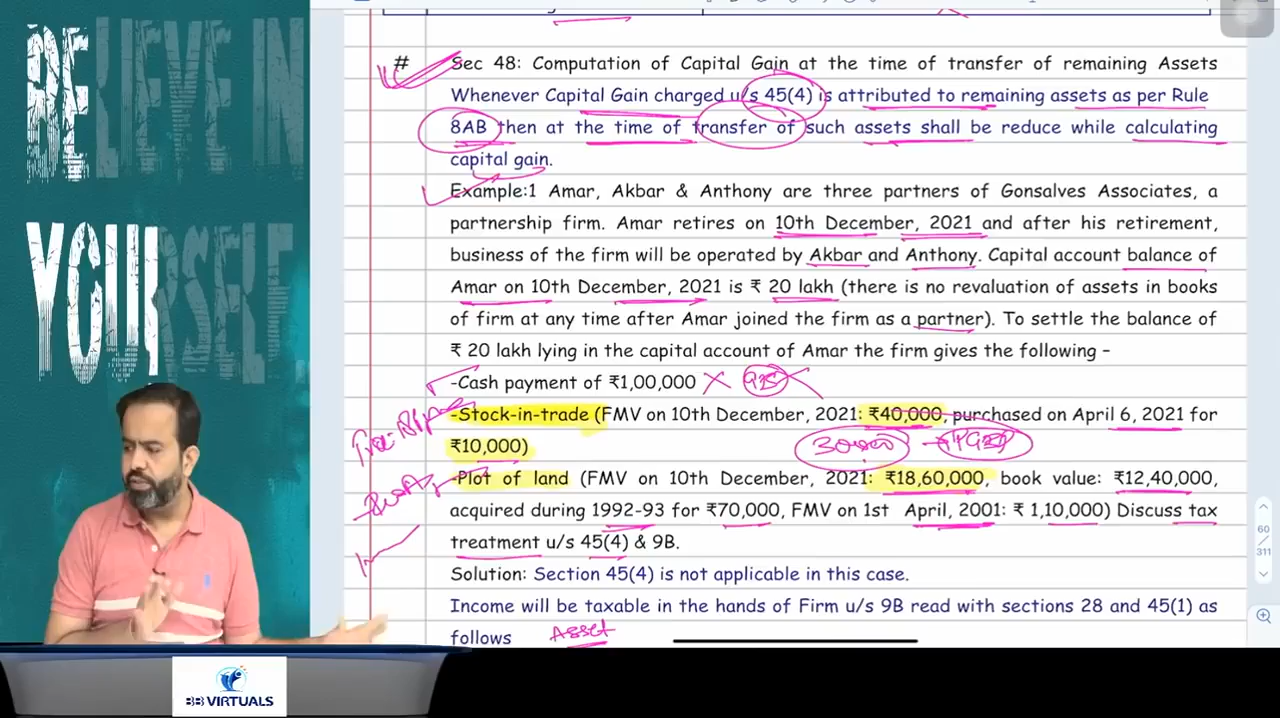 BELIEVE IN
YOURSELF
# Sec 48: Computation of Capital Gain at the time of transfer of remaining Assets
Whenever Capital Gain charged u/s 45(4) is attributed to remaining assets as per Rule
8AB then at the time of transfer of such assets shall be reduce while calculating
capital gain.
Example:1 Amar, Akbar & Anthony are three partners of Gonsalves Associates, a
partnership firm. Amar retires on 10th December, 2021 and after his retirement,
business of the firm will be operated by Akbar and Anthony. Capital account balance of
Amar on 10th December, 2021 is ₹ 20 lakh (there is no revaluation of assets in books
of firm at any time after Amar joined the firm as a partner). To settle the balance of
₹ 20 lakh lying in the capital account of Amar the firm gives the following –
-Cash payment of ₹1,00,000
-Stock-in-trade (FMV on 10th December, 2021: ₹40,000, purchased on April 6, 2021 for
₹10,000)
30000
-Plot of land (FMV on 10th December, 2021: ₹18,60,000, book value: ₹12,40,000,
acquired during 1992-93 for ₹70,000, FMV on 1st April, 2001: ₹ 1,10,000) Discuss tax
treatment u/s 45(4) & 9B.
Solution: Section 45(4) is not applicable in this case.
Income will be taxable in the hands of Firm u/s 9B read with sections 28 and 45(1) as
follows Asset
60
311
BB VIRTUALS